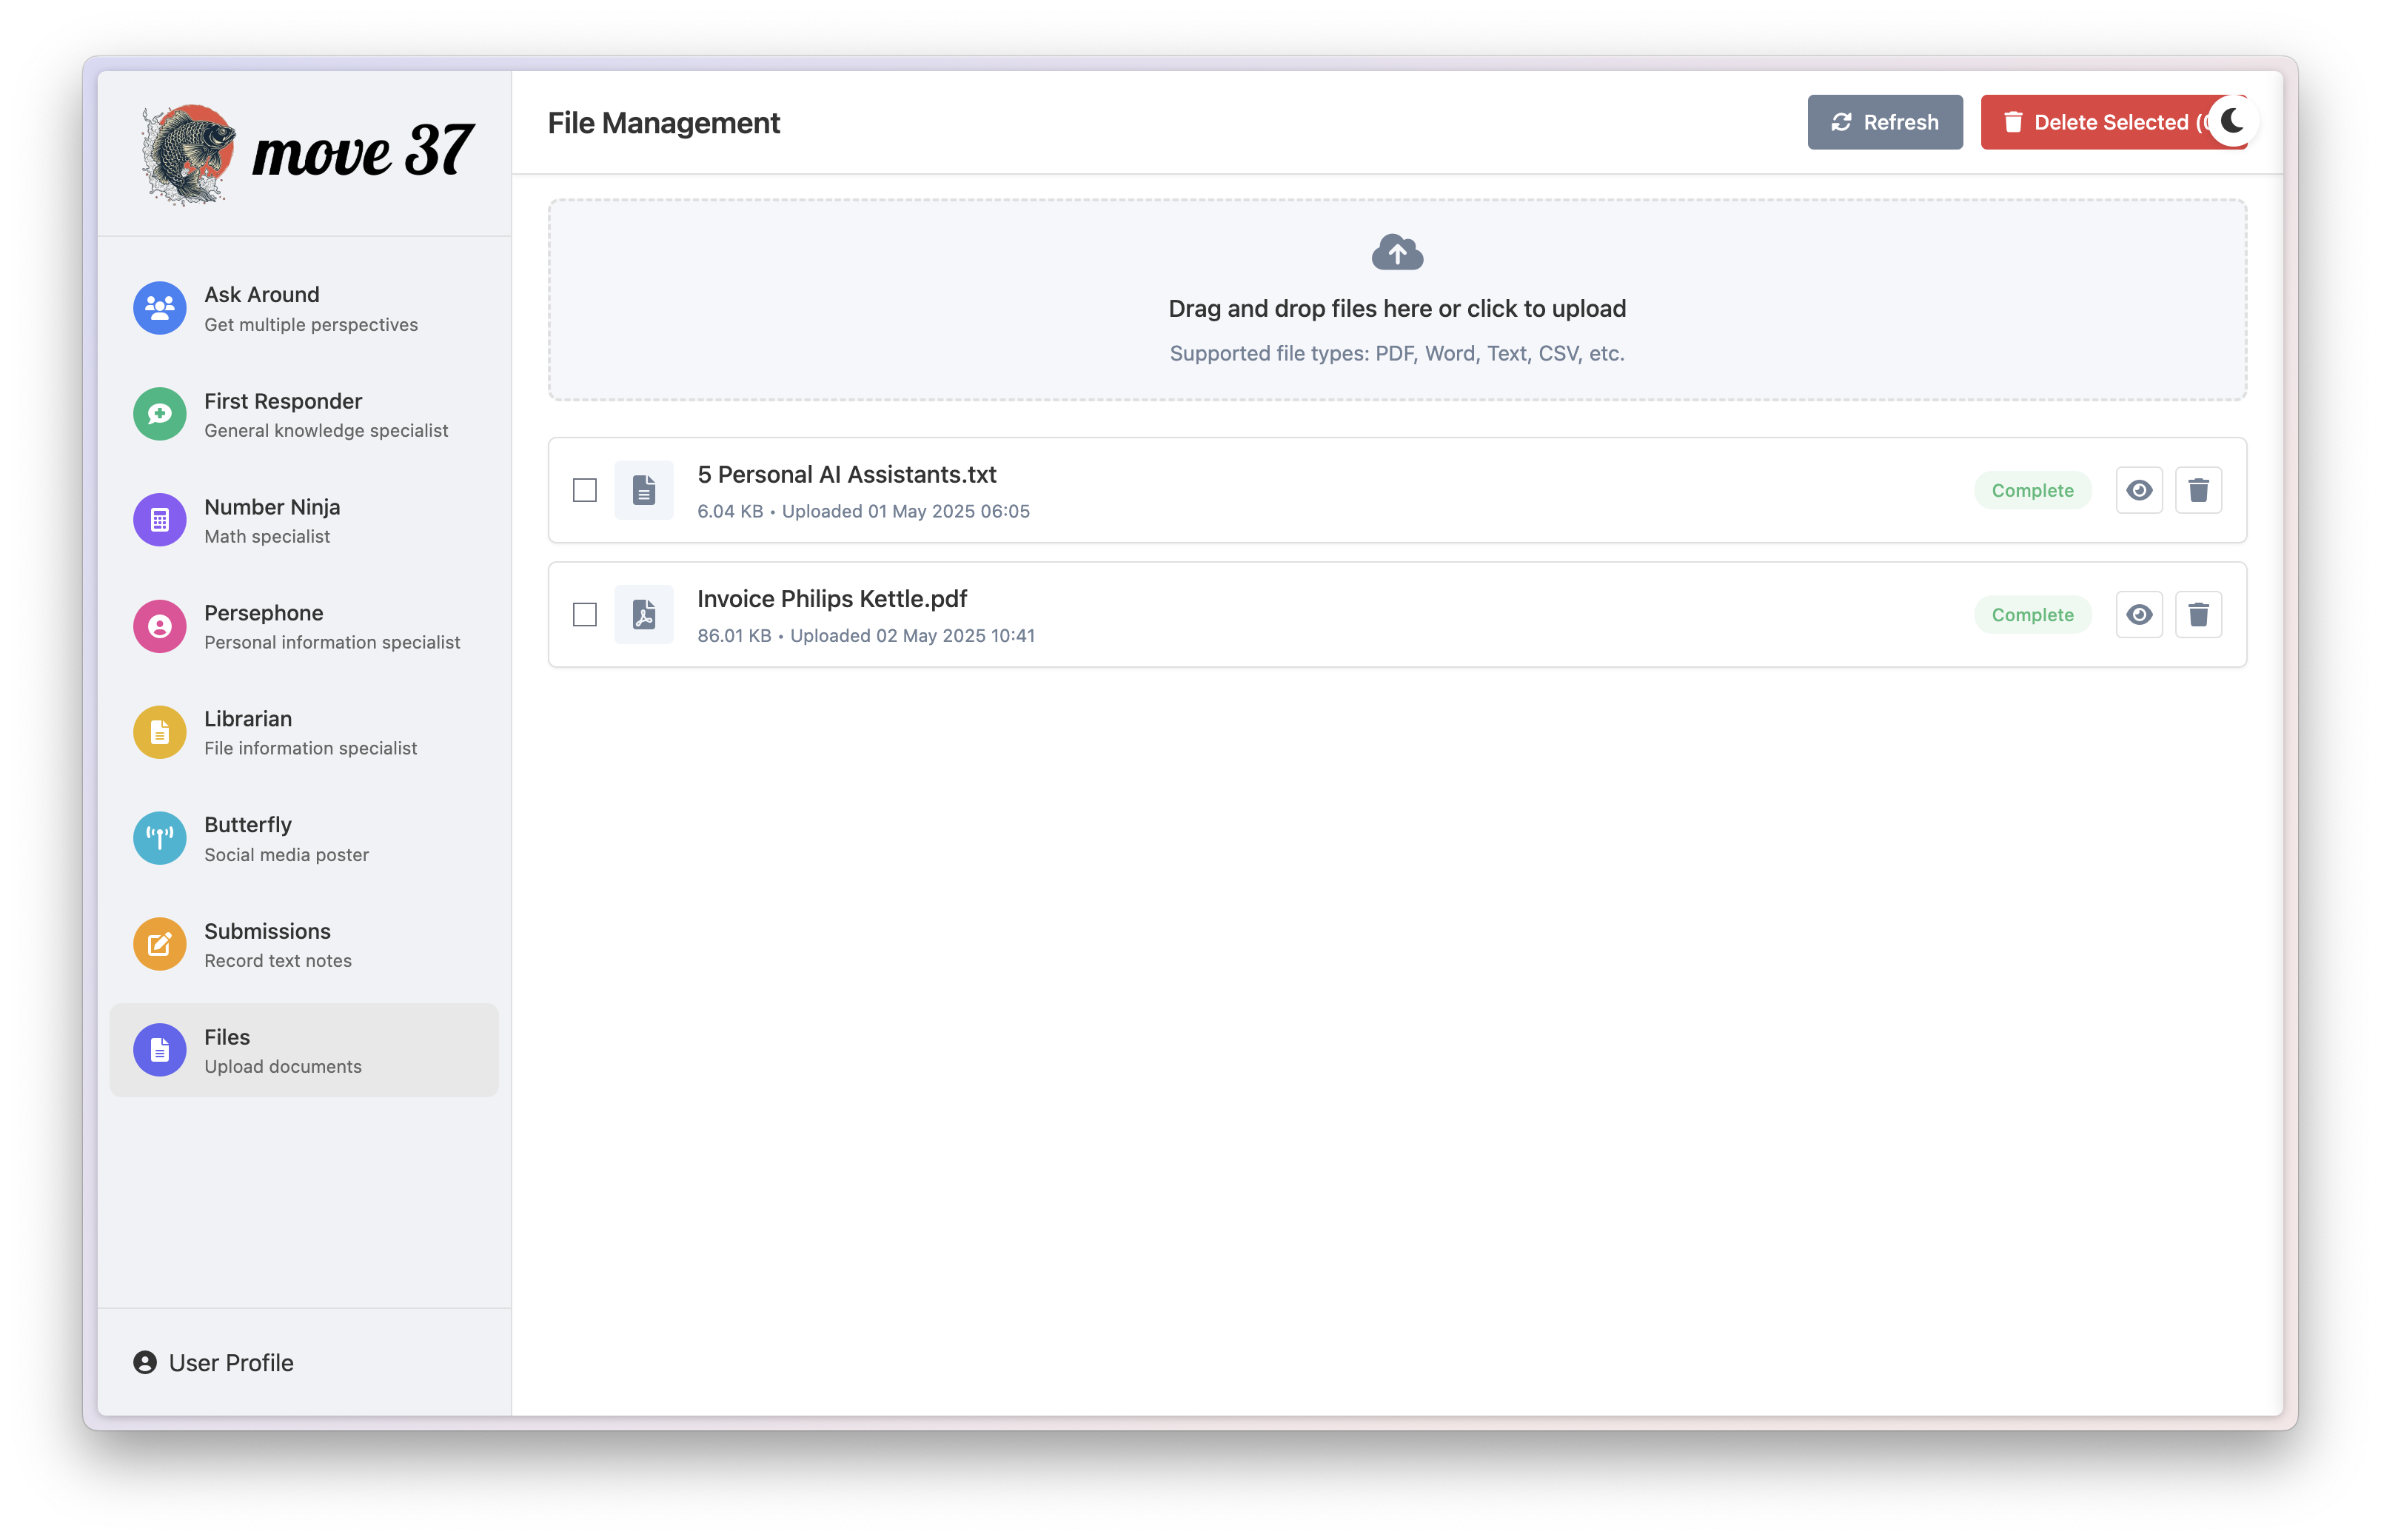 move 37
Ask Around
Get multiple perspectives
First Responder
General knowledge specialist
Number Ninja
Math specialist
Persephone
Personal information specialist
Librarian
File information specialist
Butterfly
Social media poster
Submissions
Record text notes
Files
Upload documents
User Profile
File Management
Refresh
Delete Selected (
Drag and drop files here or click to upload
Supported file types: PDF, Word, Text, CSV, etc.
5 Personal AI Assistants.txt
6.04 KB • Uploaded 01 May 2025 06:05
Complete
Invoice Philips Kettle.pdf
86.01 KB • Uploaded 02 May 2025 10:41
Complete